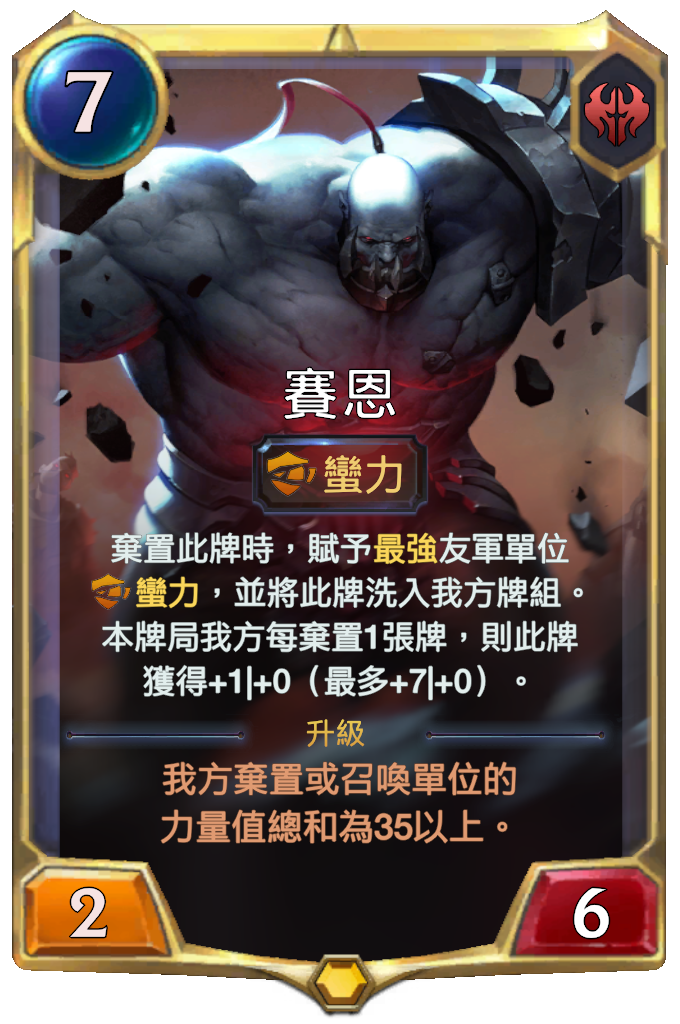 7
賽恩
蠻力
棄置此牌時，賦予最強友軍單位
蠻力，並將此牌洗入我方牌組。
本牌局我方每棄置1張牌，則此牌
獲得+1|+0（最多+7|+0）。
升級
我方棄置或召喚單位的
力量值總和為35以上。
2
6